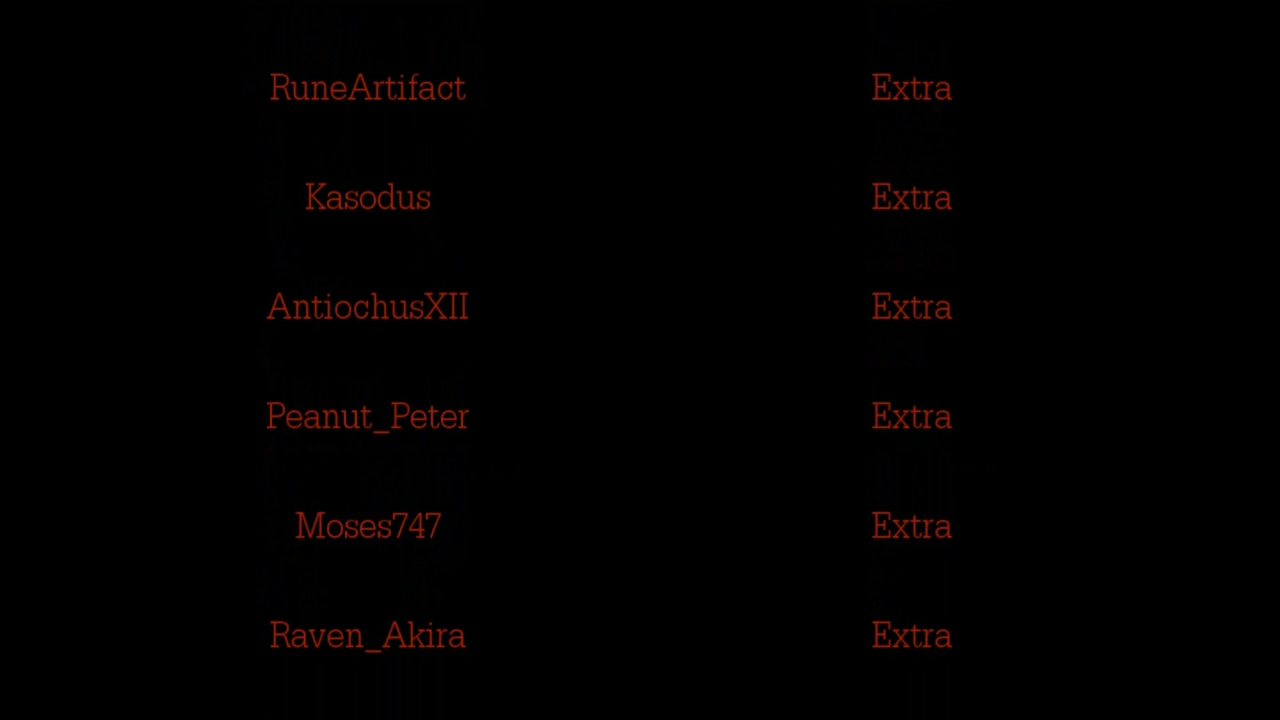 RuneArtifact Extra
Kasodus Extra
AntiochusXII Extra
Peanut_Peter Extra
Moses747 Extra
Raven_Akira Extra